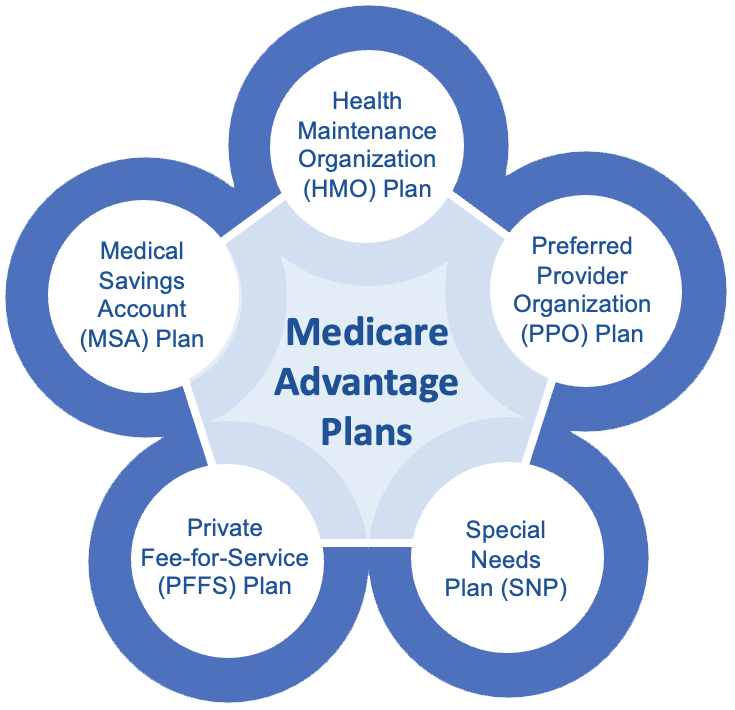 Health
Maintenance
Organization
(HMO) Plan
Preferred
Provider
Organization
(PPO) Plan
Special
Needs
Plan (SNP)
Private
Fee-for-Service
(PFFS) Plan
Medical
Savings
Account
(MSA) Plan
Medicare
Advantage
Plans